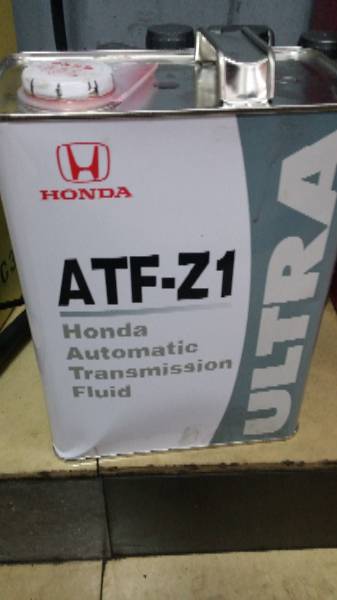 HONDA
ATF-Z1
Honda
Automatic
Transmission
Fluid
ULTRA